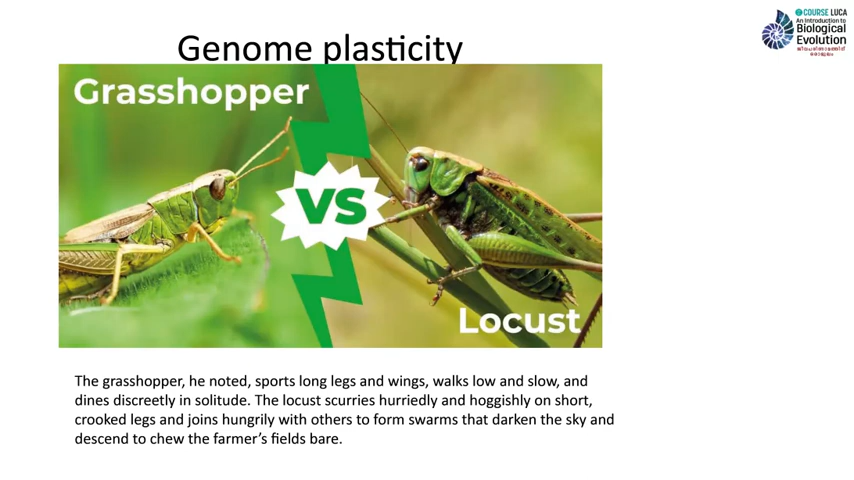 Genome plasticity
COURSE LUCA
An Introduction to
Biological
Evolution
Grasshopper
VS
Locust
The grasshopper, he noted, sports long legs and wings, walks low and slow, and
dines discreetly in solitude. The locust scurries hurriedly and hoggishly on short,
crooked legs and joins hungrily with others to form swarms that darken the sky and
descend to chew the farmer’s fields bare.